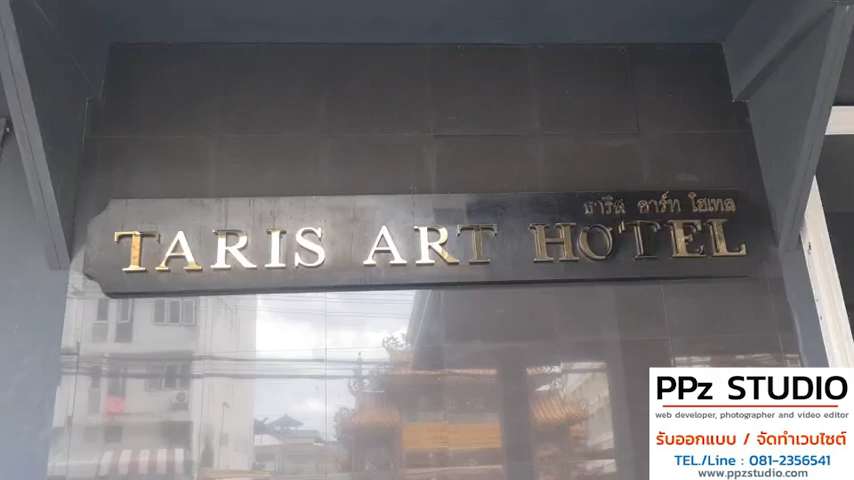 ธาริส อาร์ท โฮเทล
TARIS ART HOTEL
PPz STUDIO
web developer, photographer and video editor
รับออกแบบ / จัดทำเวบไซต์
TEL./Line : 081-2356541
www.ppzstudio.com